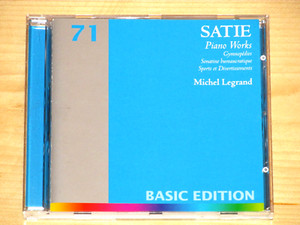 71
SATIE
Piano Works
Gymnopédies
Sonatine bureaucratique
Sports et Divertissements
Michel Legrand
BASIC EDITION